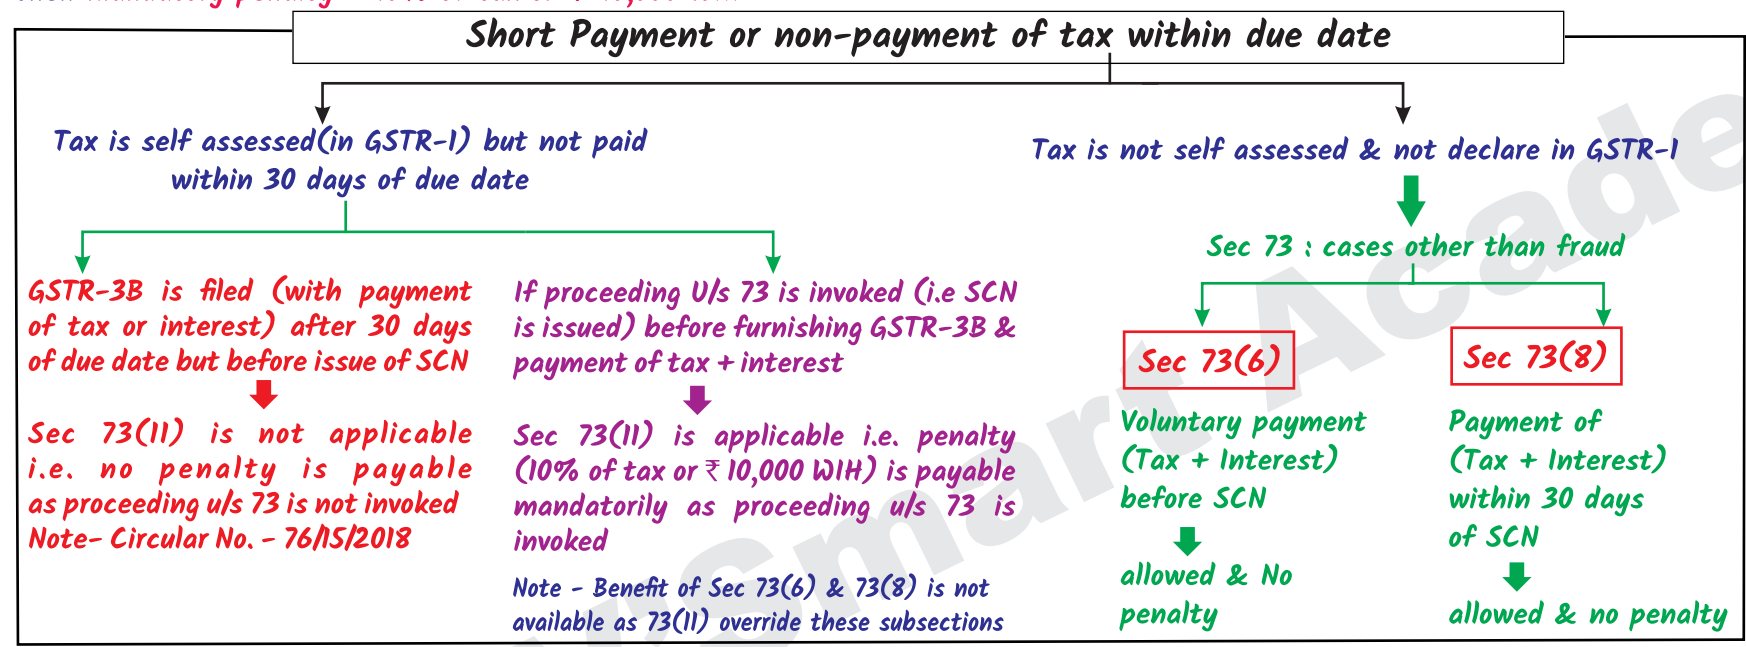 Short Payment or non-payment of tax within due date
Tax is self assessed(in GSTR-1) but not paid
within 30 days of due date
GSTR-3B is filed (with payment
of tax or interest) after 30 days
of due date but before issue of SCN
Sec 73(11) is not applicable
i.e. no penalty is payable
as proceeding u/s 73 is not invoked
Note- Circular No. - 76/15/2018
If proceeding U/s 73 is invoked (i.e SCN
is issued) before furnishing GSTR-3B &
payment of tax + interest
Sec 73(11) is applicable i.e. penalty
(10% of tax or ₹ 10,000 WIH) is payable
mandatorily as proceeding u/s 73 is
invoked
Note - Benefit of Sec 73(6) & 73(8) is not
available as 73(11) override these subsections
Tax is not self assessed & not declare in GSTR-1
Sec 73 : cases other than fraud
Sec 73(6)
Voluntary payment
(Tax + Interest)
before SCN
allowed & No
penalty
Sec 73(8)
Payment of
(Tax + Interest)
within 30 days
of SCN
allowed & no penalty
Smart Acade